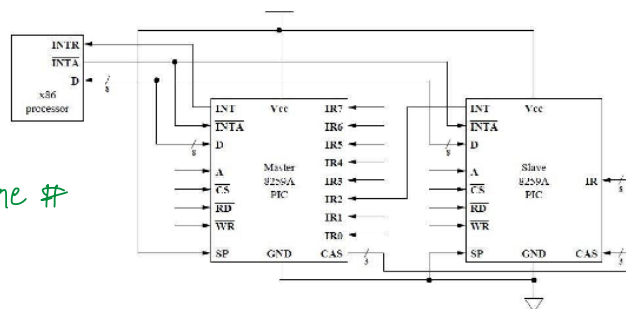 INTR
INTA
D
8
x86
processor
ne #
INT
Vcc
IR7
INTA
IR6
D
8
IR5
IR4
Master
8259A
PIC
A
IR3
CS
IR2
RD
IR1
WR
IR0
SP
GND
CAS
3
INT
Vcc
INTA
D
8
Slave
8259A
PIC
A
IR
8
CS
RD
WR
SP
GND
CAS
3